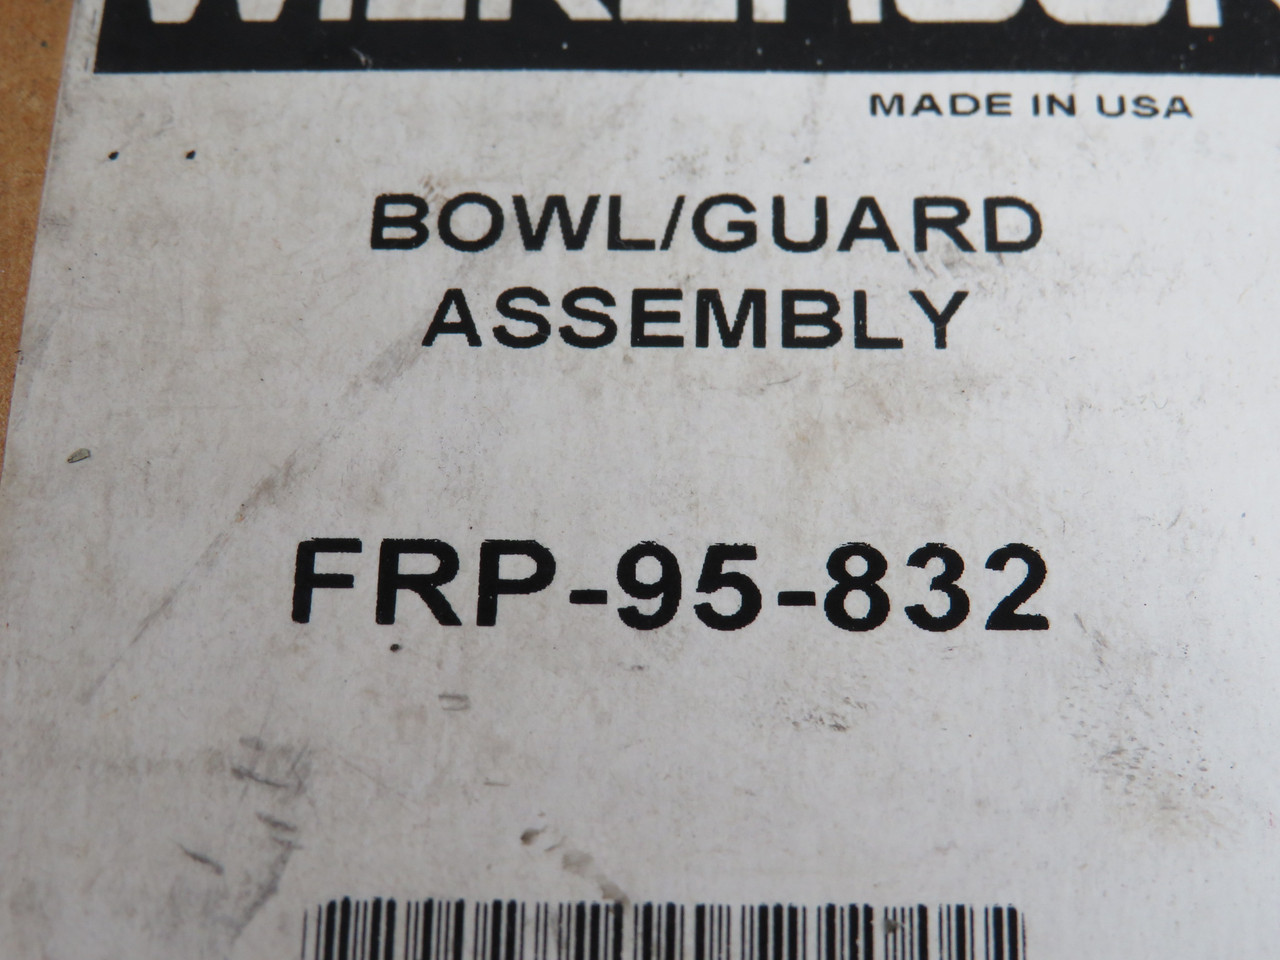 MADE IN USA
BOWL/GUARD
ASSEMBLY
FRP-95-832